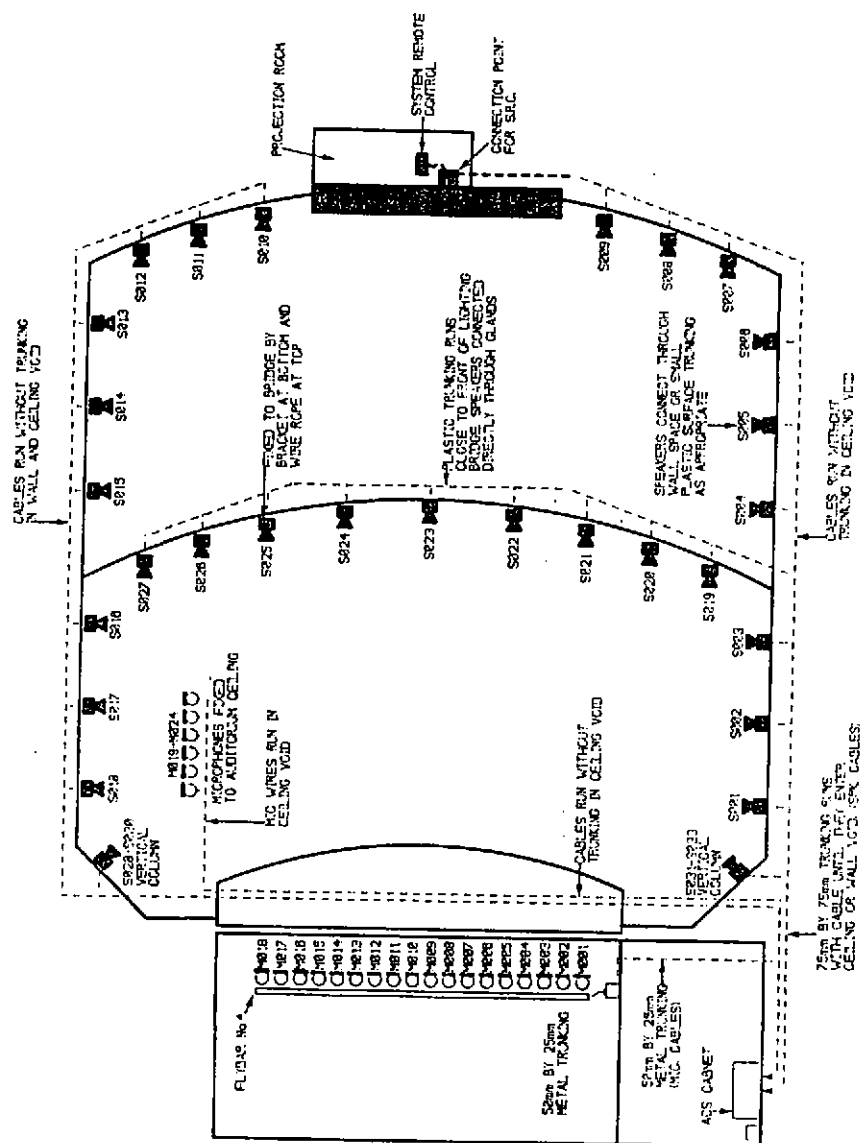 PROJECTION ROOM
SYSTEM REMOTE
CONTROL
CONNECTION POINT
FOR S.R.C.
CABLES RUN WITHOUT TRUNKING
IN WALL AND CEILING VOID
S013
S012
S011
S010
S009
S008
S007
S006
S014
S015
FIXED TO BRIDGE BY
BRACKET AT BOTTOM AND
WIRE ROPE AT TOP
PLASTIC TRUNKING RUNS
CLOSE TO FRONT OF LIGHTING
BRIDGE SPEAKERS CONNECTED
DIRECTLY THROUGH GLANDS
SPEAKERS CONNECT THROUGH
WALL SPACE OR SMALL
PLASTIC SURFACE TRUNKING
AS APPROPRIATE
S005
S004
CABLES RUN WITHOUT
TRUNKING IN CEILING VOID
S027
S026
S025
S024
S023
S022
S021
S020
S019
S018
S017
S016
S003
S002
S001
M019-M024
MICROPHONES FIXED
TO AUDITORIUM CEILING
MIC WIRES RUN IN
CEILING VOID
CABLES RUN WITHOUT
TRUNKING IN CEILING VOID
S028-S030
VERTICAL
COLUMN
S031-S033
VERTICAL
COLUMN
75mm BY 75mm TRUNKING RUNS
WITH CABLE UNTIL THEY ENTER
CEILING OR WALL VOID (SPK. CABLES)
M018
M017
M016
M015
M014
M013
M012
M011
M010
M009
M008
M007
M006
M005
M004
M003
M002
M001
FLYBAR No 4
50mm BY 25mm
METAL TRUNKING
50mm BY 25mm
METAL TRUNKING
(MIC. CABLES)
ACS CABINET